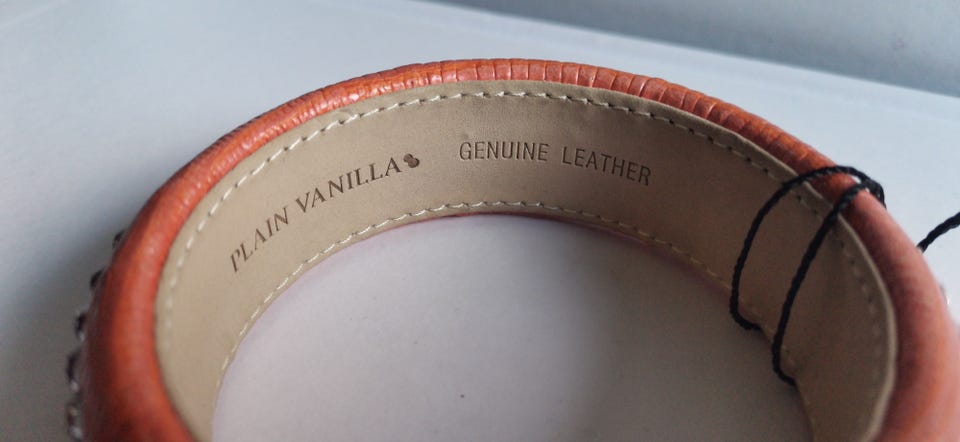 PLAIN VANILLA
GENUINE LEATHER